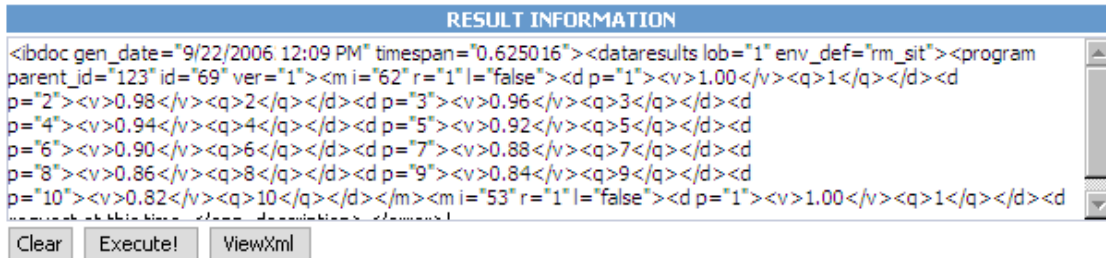 RESULT INFORMATION
<ibdoc gen_date="9/22/2006 12:09 PM" timespan="0.625016"><dataresults lob="1" env_def="rm_sit"><program
parent_id="123" id="69" ver="1"><m i="62" r="1" l="false"><d p="1"><v>1.00</v><q>1</q></d><d
p="2"><v>0.98</v><q>2</q></d><d p="3"><v>0.96</v><q>3</q></d><d
p="4"><v>0.94</v><q>4</q></d><d p="5"><v>0.92</v><q>5</q></d><d
p="6"><v>0.90</v><q>6</q></d><d p="7"><v>0.88</v><q>7</q></d><d
p="8"><v>0.86</v><q>8</q></d><d p="9"><v>0.84</v><q>9</q></d><d
p="10"><v>0.82</v><q>10</q></d></m><m i="53" r="1" l="false"><d p="1"><v>1.00</v><q>1</q></d><d
Clear Execute! ViewXml